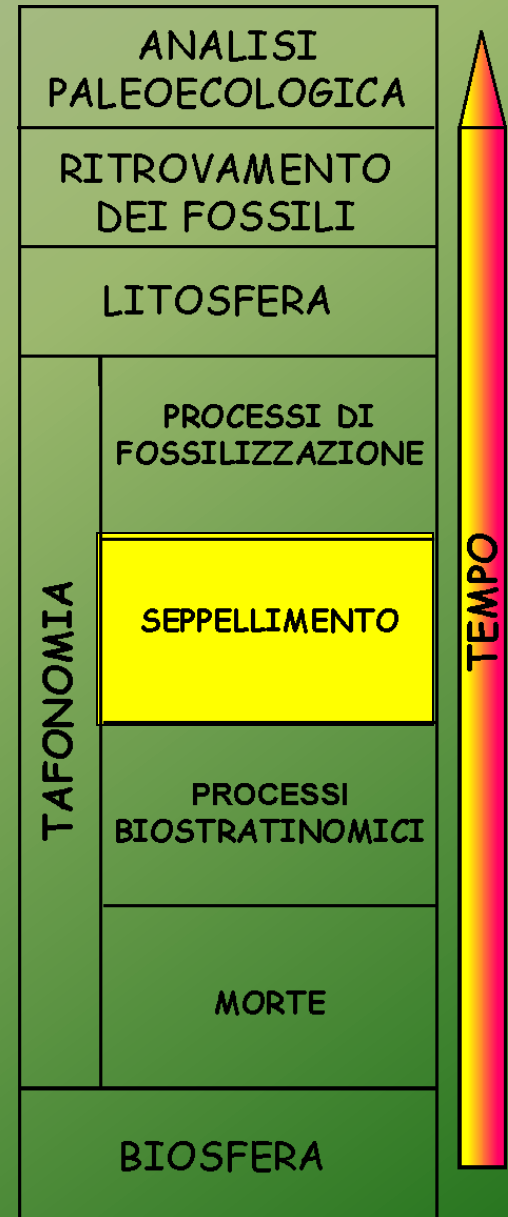 ANALISI
PALEOECOLOGICA
RITROVAMENTO
DEI FOSSILI
LITOSFERA
TAFONOMIA
PROCESSI DI
FOSSILIZZAZIONE
SEPPELLIMENTO
PROCESSI
BIOSTRATINOMICI
MORTE
BIOSFERA
TEMPO